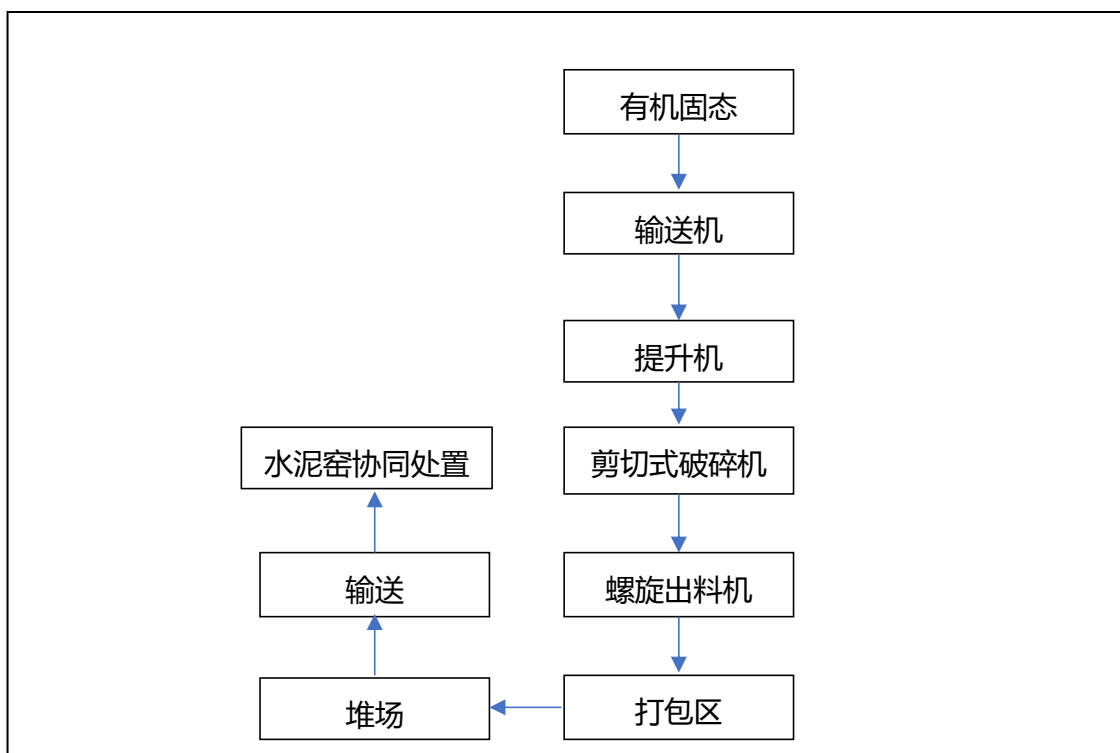 有机固态
输送机
提升机
剪切式破碎机
螺旋出料机
打包区
堆场
输送
水泥窑协同处置